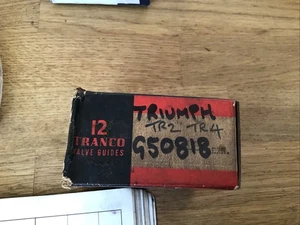 12
TRANCO
VALVE GUIDES
TRIUMPH
TR2 TR4
G50818